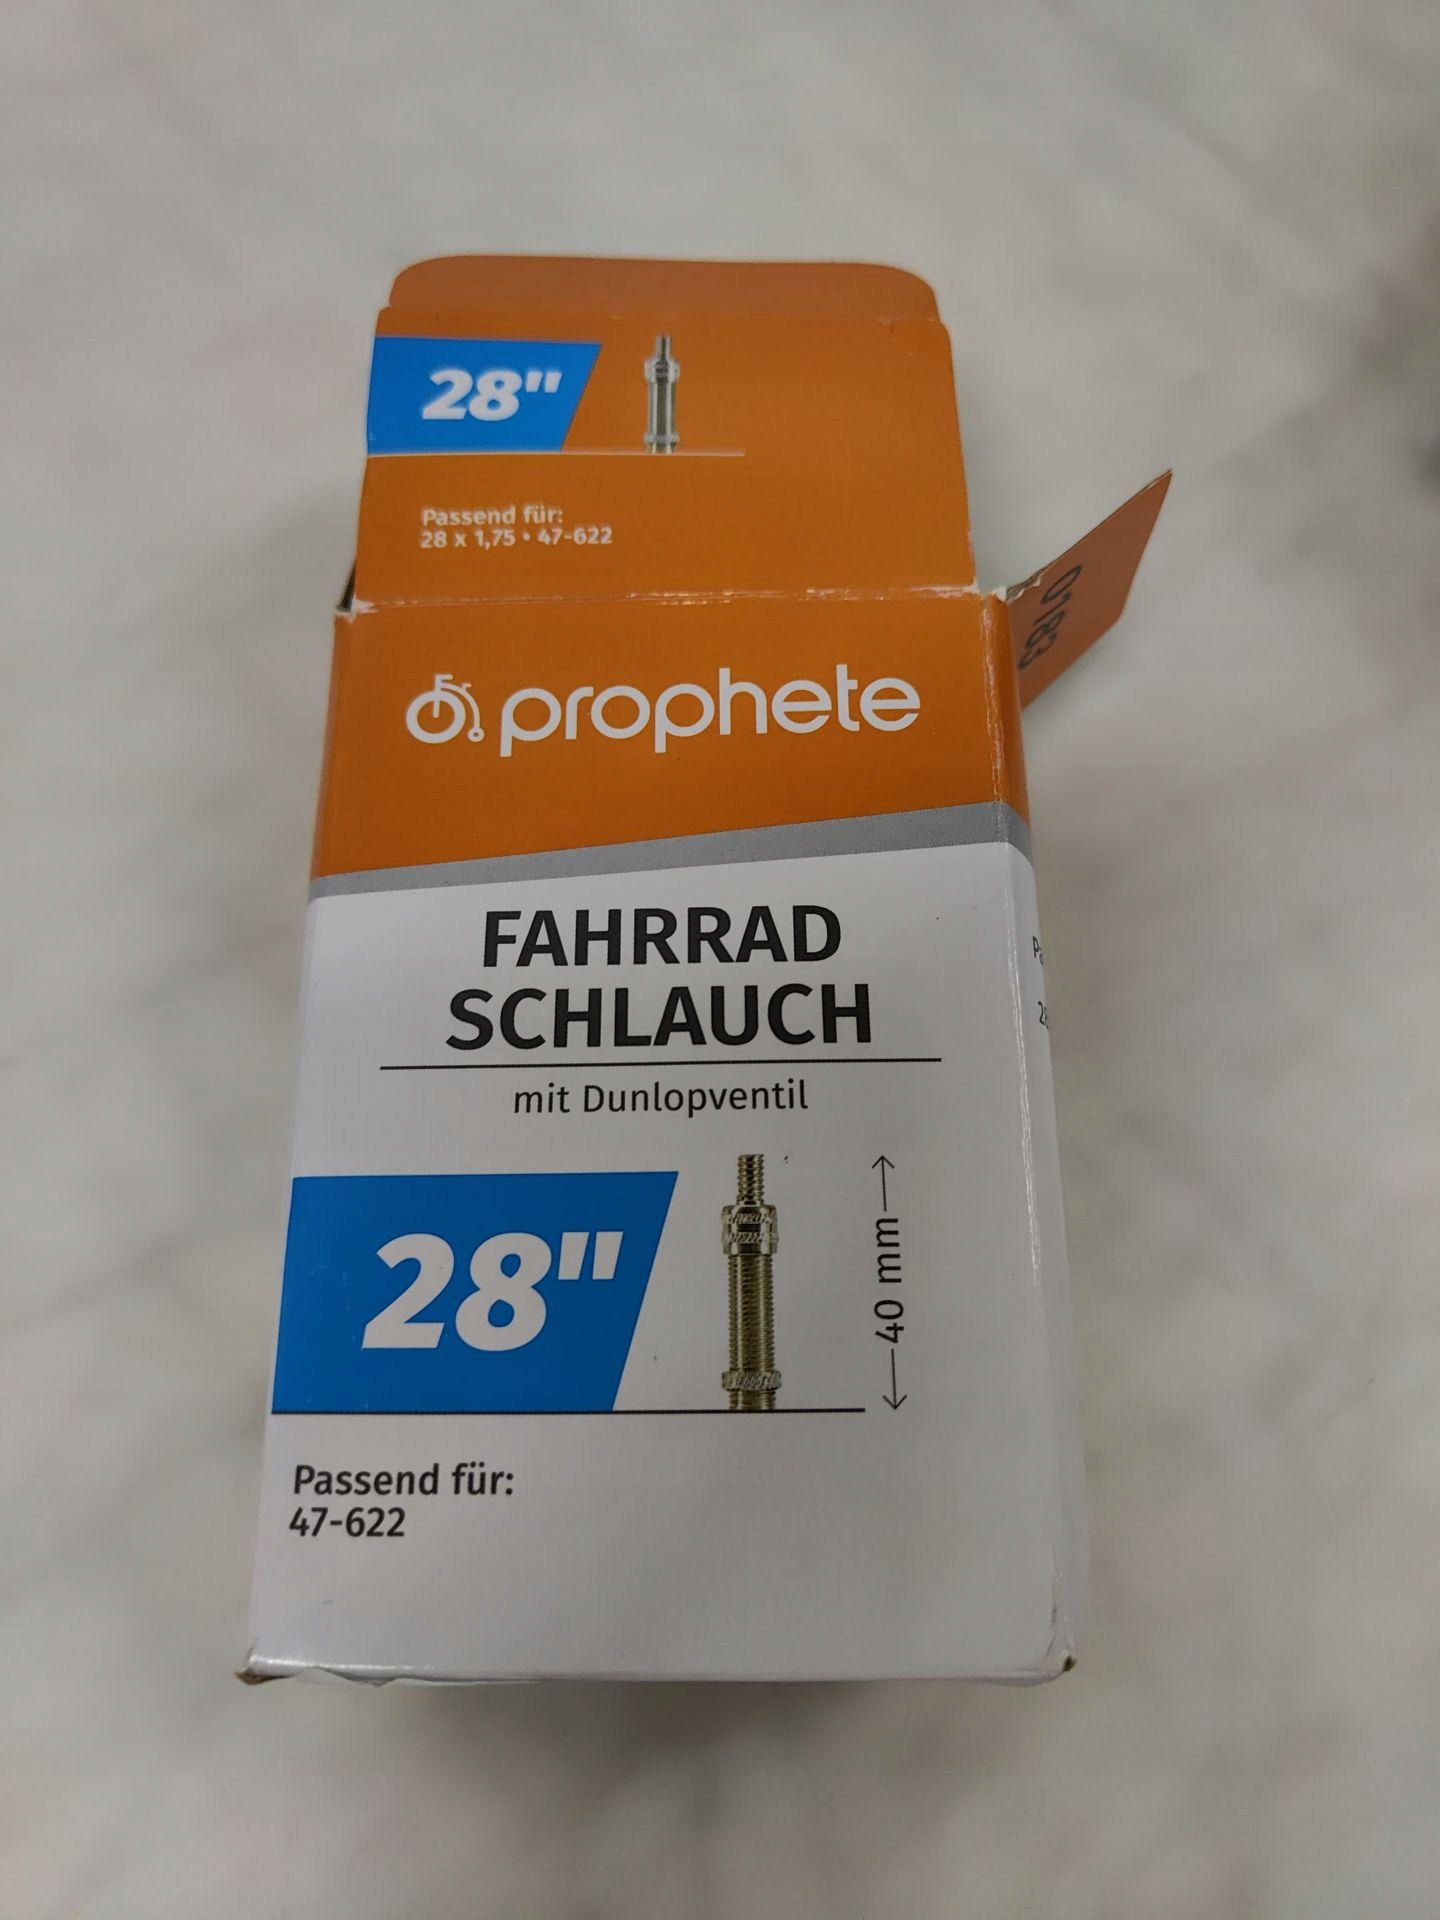 28"
Passend für:
28 x 1,75 • 47-622
0183
prophete
FAHRRAD
SCHLAUCH
mit Dunlopventil
28"
40 mm
Passend für:
47-622